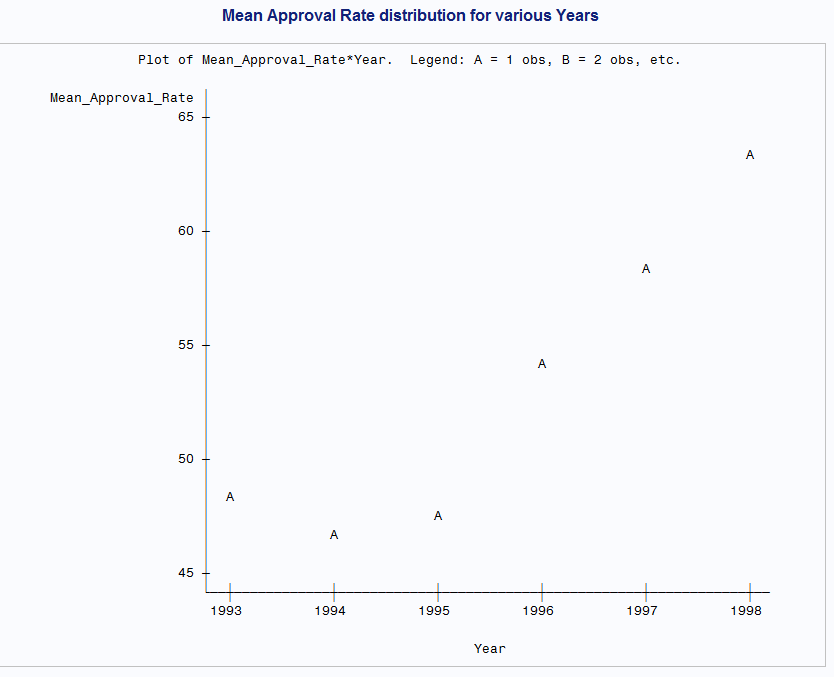 Mean Approval Rate distribution for various Years
Plot of Mean_Approval_Rate*Year.  Legend: A = 1 obs, B = 2 obs, etc.
Mean_Approval_Rate
65
A
60
A
55
A
50
A
A
A
45
1993 1994 1995 1996 1997 1998
Year